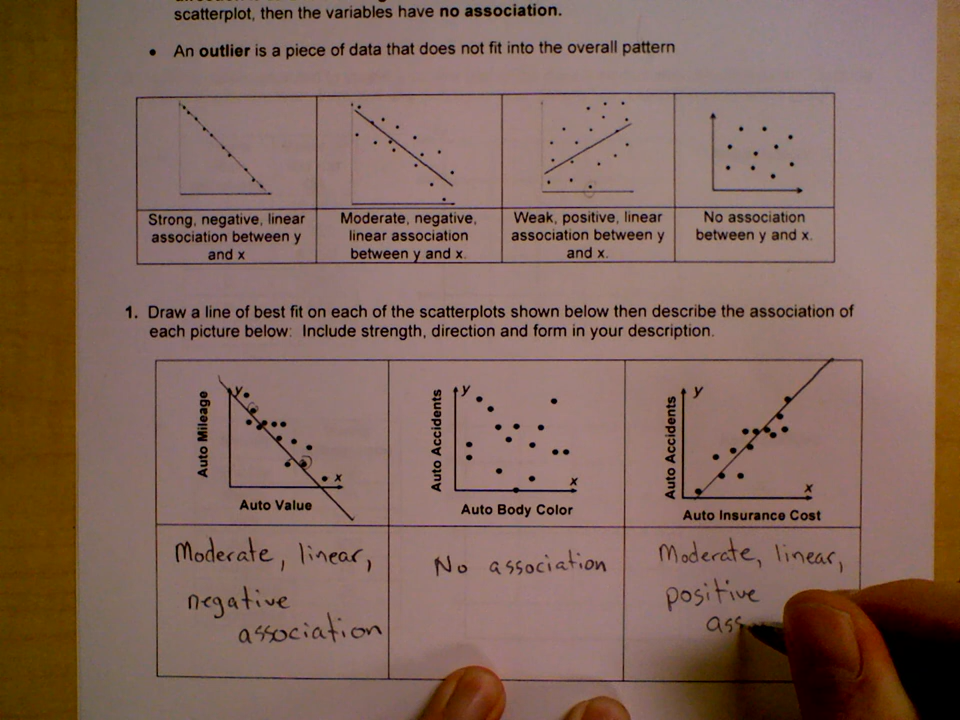 scatterplot, then the variables have no association.
• An outlier is a piece of data that does not fit into the overall pattern
Strong, negative, linear
association between y
and x
Moderate, negative,
linear association
between y and x.
Weak, positive, linear
association between y
and x.
No association
between y and x.
1. Draw a line of best fit on each of the scatterplots shown below then describe the association of
each picture below: Include strength, direction and form in your description.
Auto Mileage
y
x
Auto Value
Auto Accidents
y
x
Auto Body Color
Auto Accidents
y
x
Auto Insurance Cost
Moderate, linear,
negative
association
No association
Moderate, linear,
positive
ass